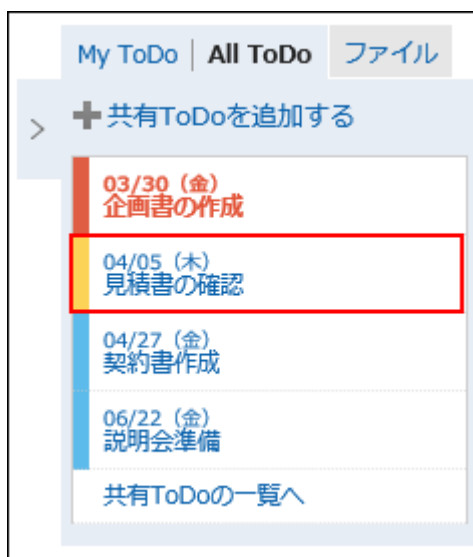 My ToDo | All ToDo ファイル
> +共有ToDoを追加する
03/30（金）
企画書の作成
04/05（木）
見積書の確認
04/27（金）
契約書作成
06/22（金）
説明会準備
共有ToDoの一覧へ